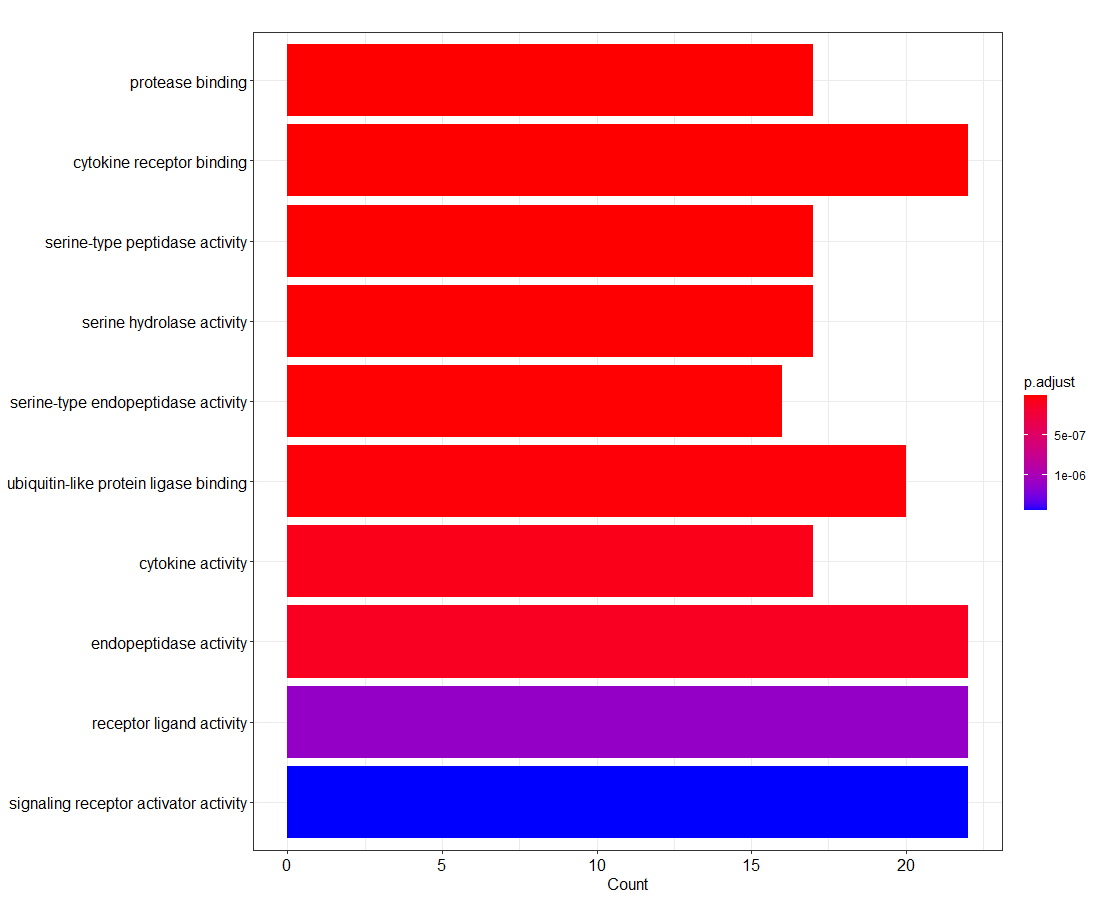 protease binding
cytokine receptor binding
serine-type peptidase activity
serine hydrolase activity
serine-type endopeptidase activity
ubiquitin-like protein ligase binding
cytokine activity
endopeptidase activity
receptor ligand activity
signaling receptor activator activity
0 5 10 15 20
Count
p.adjust
5e-07
1e-06